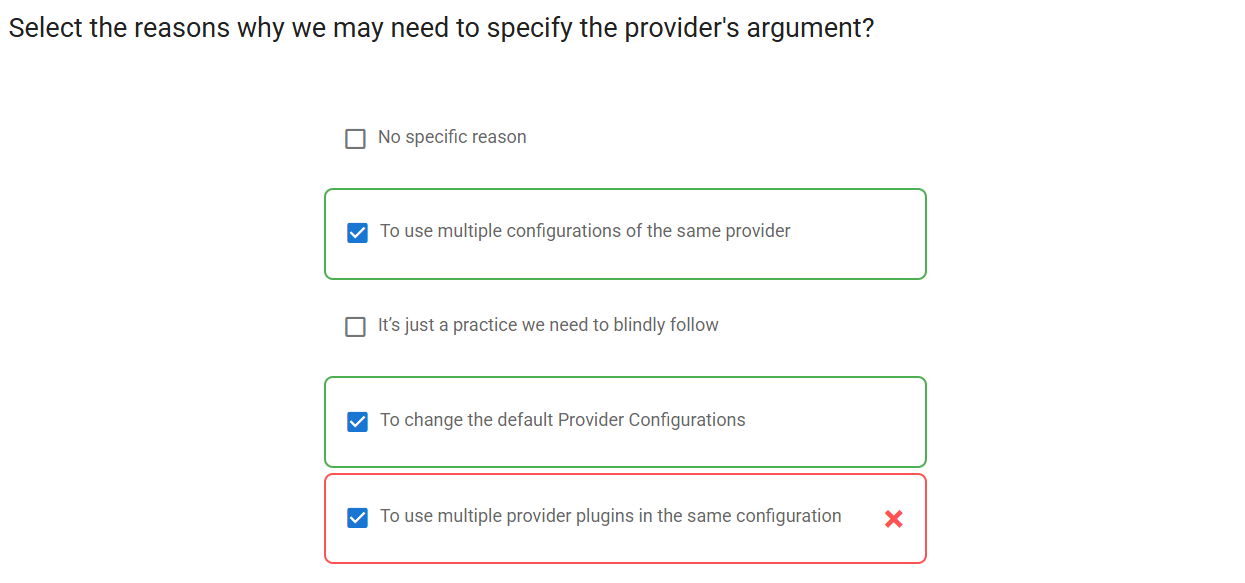 Select the reasons why we may need to specify the provider's argument?
No specific reason
To use multiple configurations of the same provider
It’s just a practice we need to blindly follow
To change the default Provider Configurations
To use multiple provider plugins in the same configuration